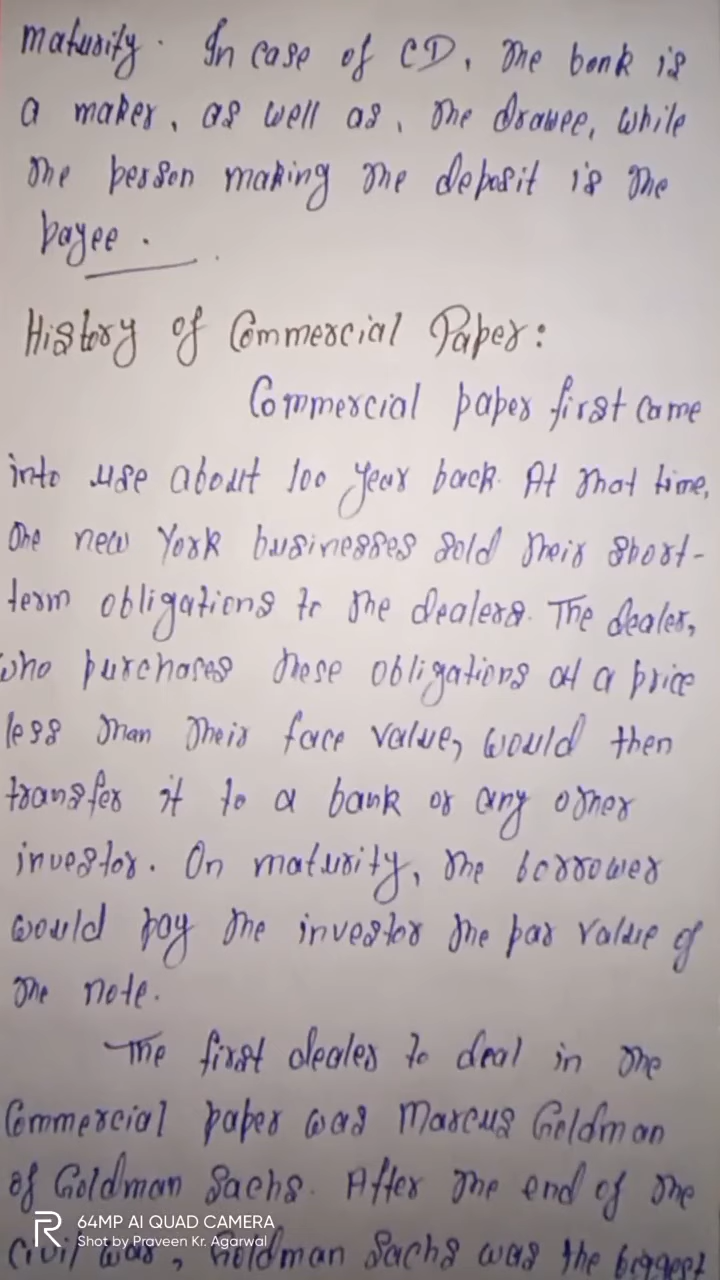 maturity. In case of CD, the bank is
a maker, as well as, the drawee, while
the person making the deposit is the
payee.
History of Commercial Paper:
Commercial paper first came
into use about 100 year back. At that time,
the new York businesses sold their short-
term obligations to the dealers. The dealer,
who purchases these obligations at a price
less than their face value, would then
transfer it to a bank or any other
investor. On maturity, the borrower
would pay the investor the par value of
the note.
The first dealer to deal in the
Commercial paper was Marcus Goldman
of Goldman Sachs. After the end of the
Civil war, Goldman Sachs was the biggest
R
64MP AI QUAD CAMERA
Shot by Praveen Kr. Agarwal